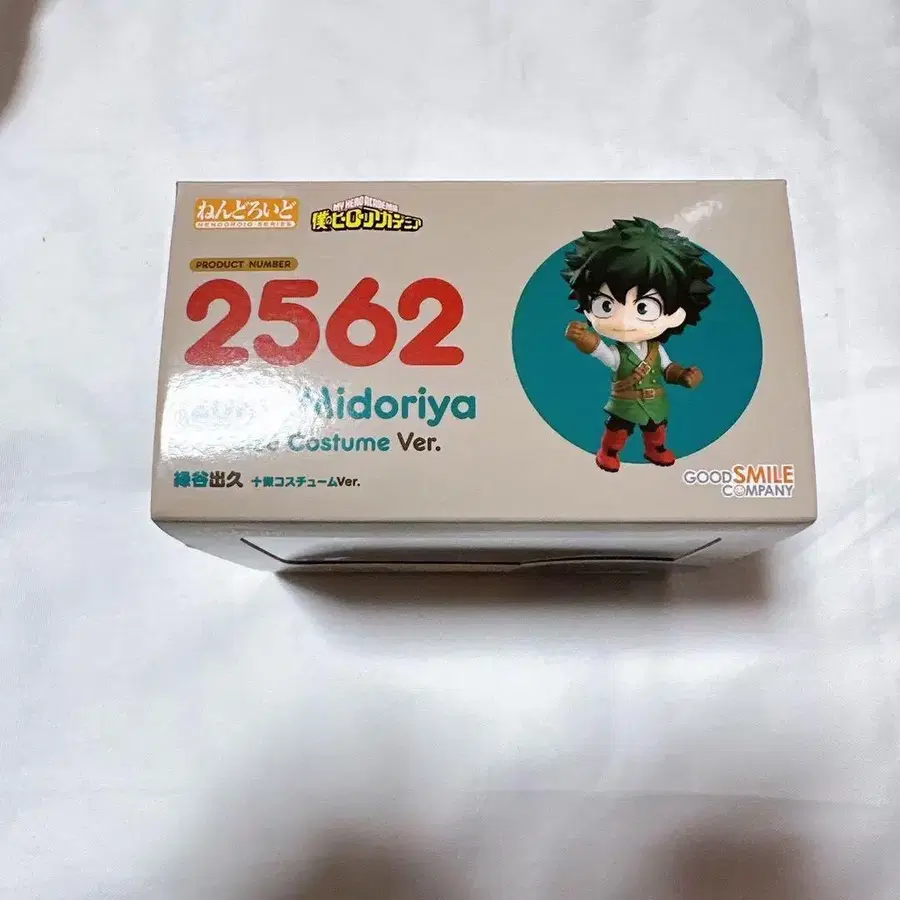 ねんどろいど
NENDOROID SERIES
MY HERO ACADEMIA
僕のヒーローアカデミア
PRODUCT NUMBER
2562
Midoriya
Costume Ver.
緑谷出久 十傑コスチュームVer.
GOOD SMILE
COMPANY